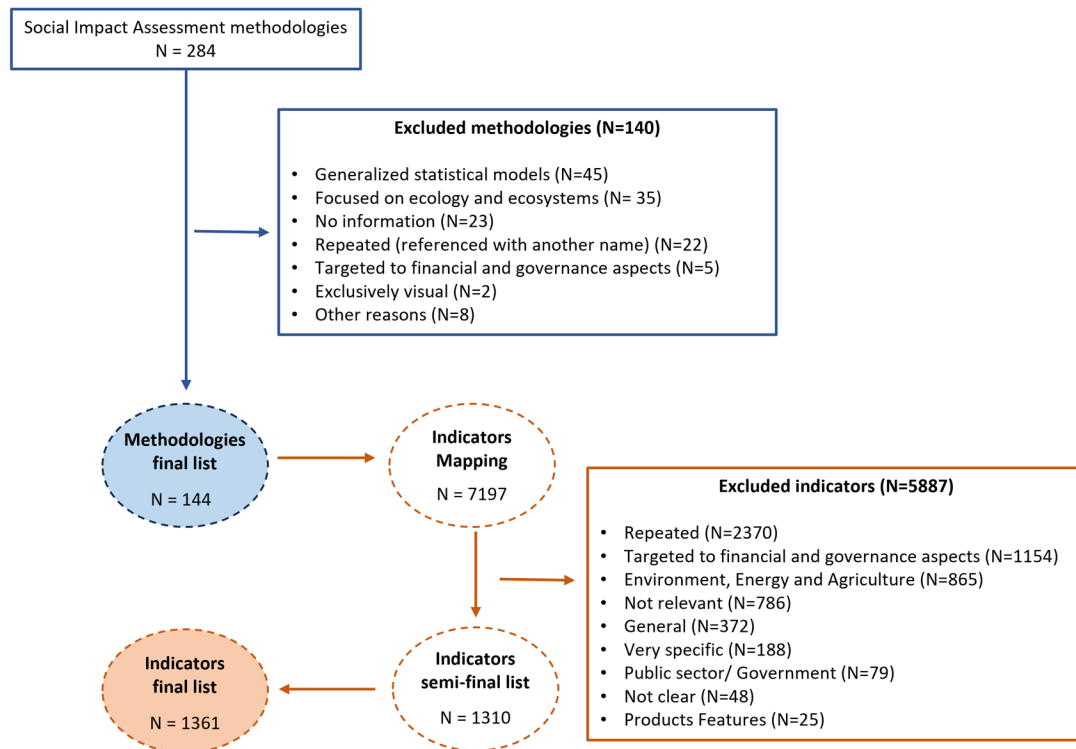 Social Impact Assessment methodologies
N = 284
Excluded methodologies (N=140)
• Generalized statistical models (N=45)
• Focused on ecology and ecosystems (N= 35)
• No information (N=23)
• Repeated (referenced with another name) (N=22)
• Targeted to financial and governance aspects (N=5)
• Exclusively visual (N=2)
• Other reasons (N=8)
Methodologies
final list
N = 144
Indicators
Mapping
N = 7197
Excluded indicators (N=5887)
• Repeated (N=2370)
• Targeted to financial and governance aspects (N=1154)
• Environment, Energy and Agriculture (N=865)
• Not relevant (N=786)
• General (N=372)
• Very specific (N=188)
• Public sector/ Government (N=79)
• Not clear (N=48)
• Products Features (N=25)
Indicators
semi-final list
N = 1310
Indicators
final list
N = 1361